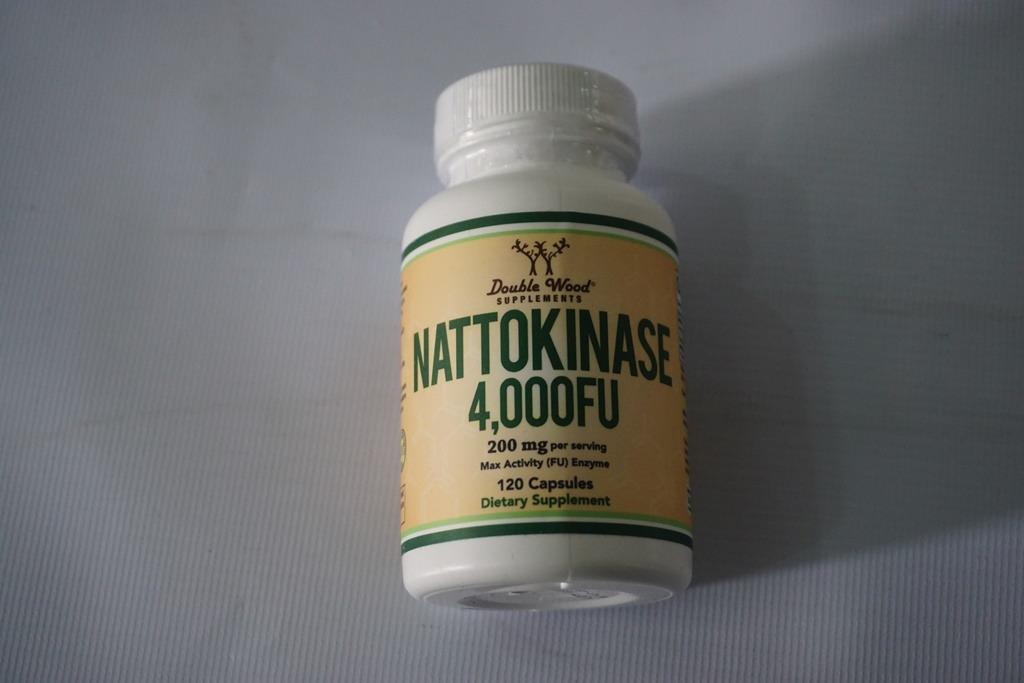 Double Wood®
SUPPLEMENTS
NATTOKINASE
4,000FU
200 mg per serving
Max Activity (FU) Enzyme
120 Capsules
Dietary Supplement